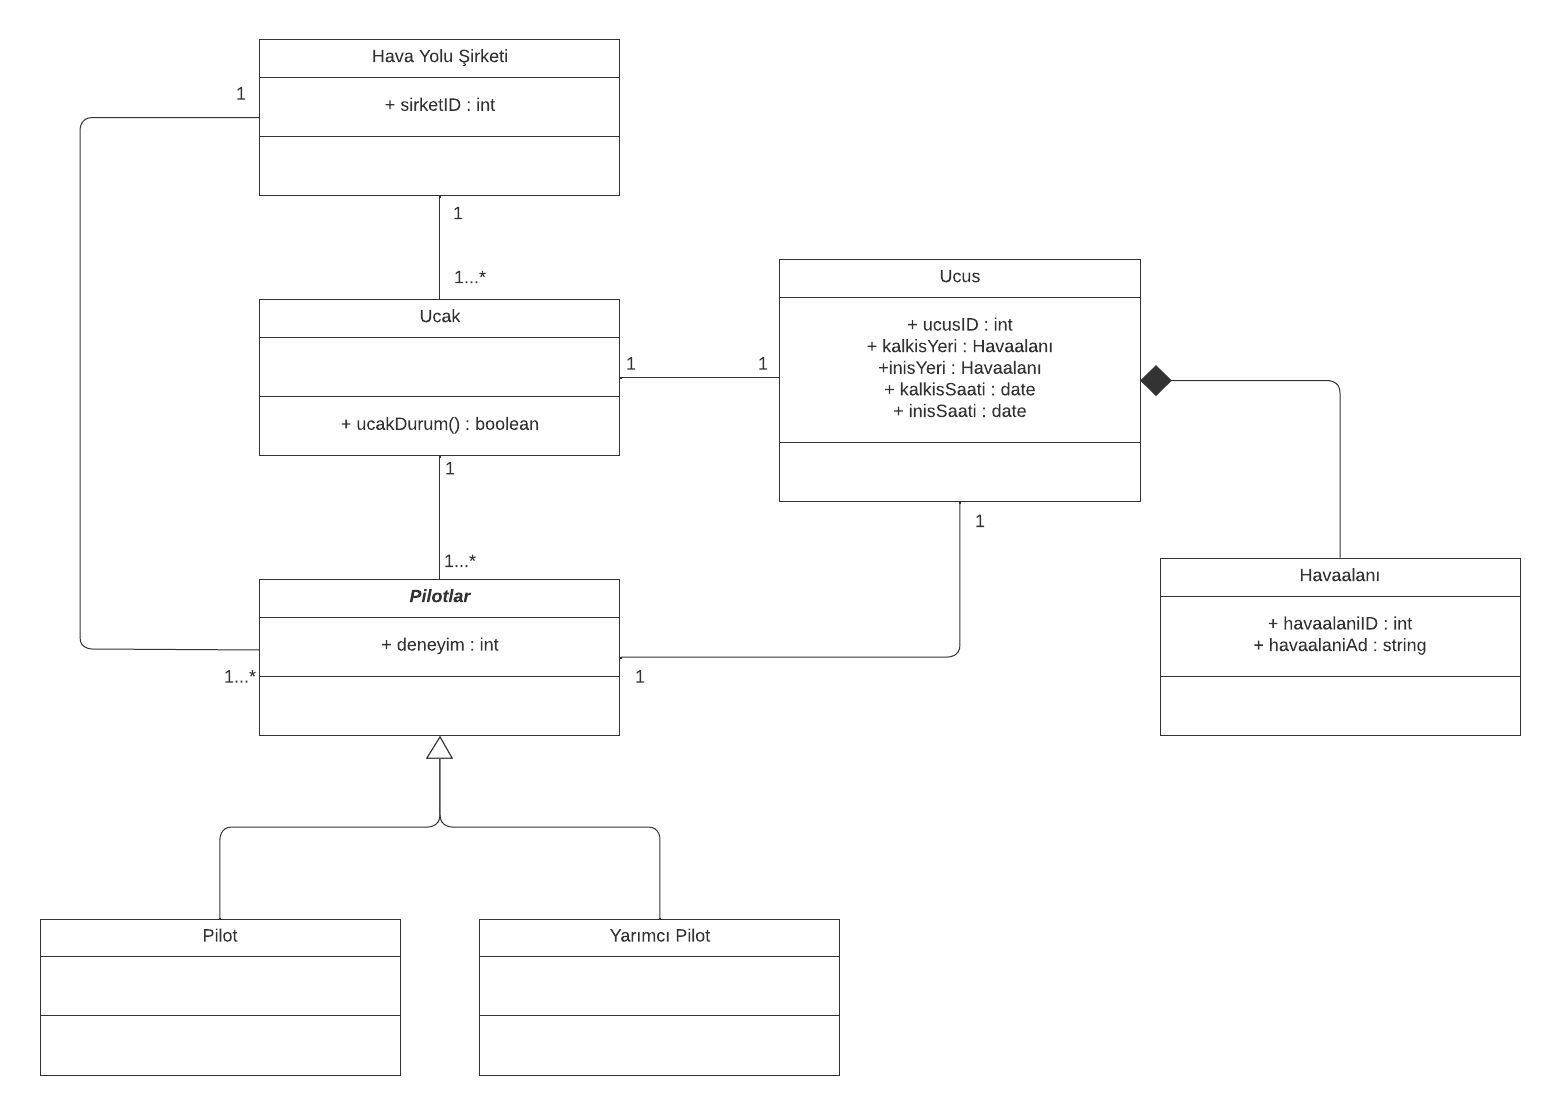 Hava Yolu Şirketi
+ sirketID : int
1
1
1...*
Ucak
+ ucakDurum() : boolean
1
1
Ucus
+ ucusID : int
+ kalkisYeri : Havaalanı
+inisYeri : Havaalanı
+ kalkisSaati : date
+ inisSaati : date
1
1...*
1
Pilotlar
+ deneyim : int
1...*
1
Havaalanı
+ havaalaniID : int
+ havaalaniAd : string
Pilot
Yarımcı Pilot